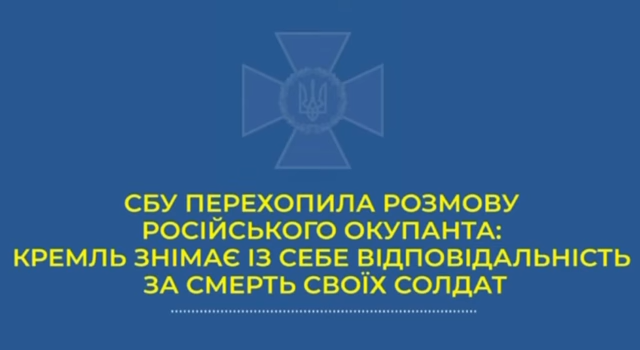 СБУ ПЕРЕХОПИЛА РОЗМОВУ
РОСІЙСЬКОГО ОКУПАНТА:
КРЕМЛЬ ЗНІМАЄ ІЗ СЕБЕ ВІДПОВІДАЛЬНІСТЬ
ЗА СМЕРТЬ СВОЇХ СОЛДАТ